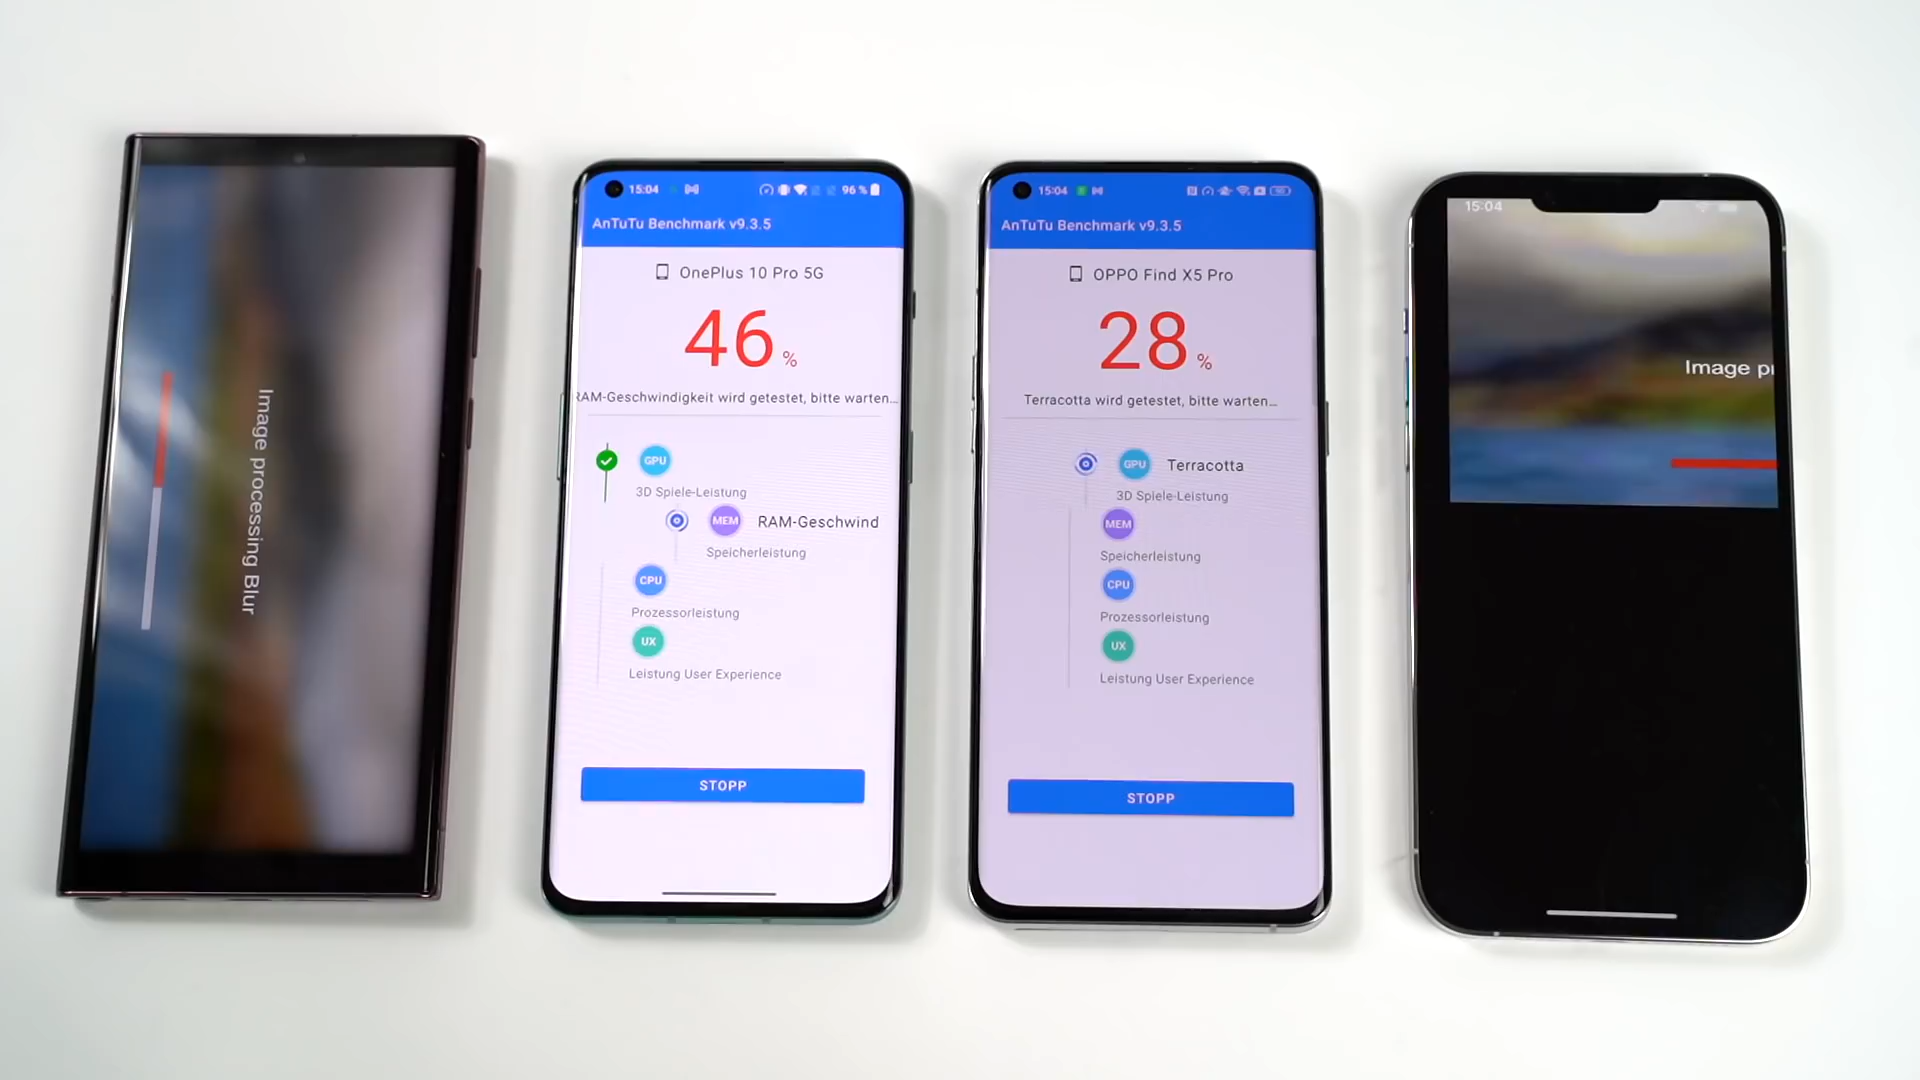 Image processing Blur
15:04
96 %
AnTuTu Benchmark v9.3.5
OnePlus 10 Pro 5G
46 %
RAM-Geschwindigkeit wird getestet, bitte warten...
GPU
3D Spiele-Leistung
MEM RAM-Geschwind
Speicherleistung
CPU
Prozessorleistung
UX
Leistung User Experience
STOPP
15:04
AnTuTu Benchmark v9.3.5
OPPO Find X5 Pro
28 %
Terracotta wird getestet, bitte warten...
GPU Terracotta
3D Spiele-Leistung
MEM
Speicherleistung
CPU
Prozessorleistung
UX
Leistung User Experience
STOPP
15:04
Image pr